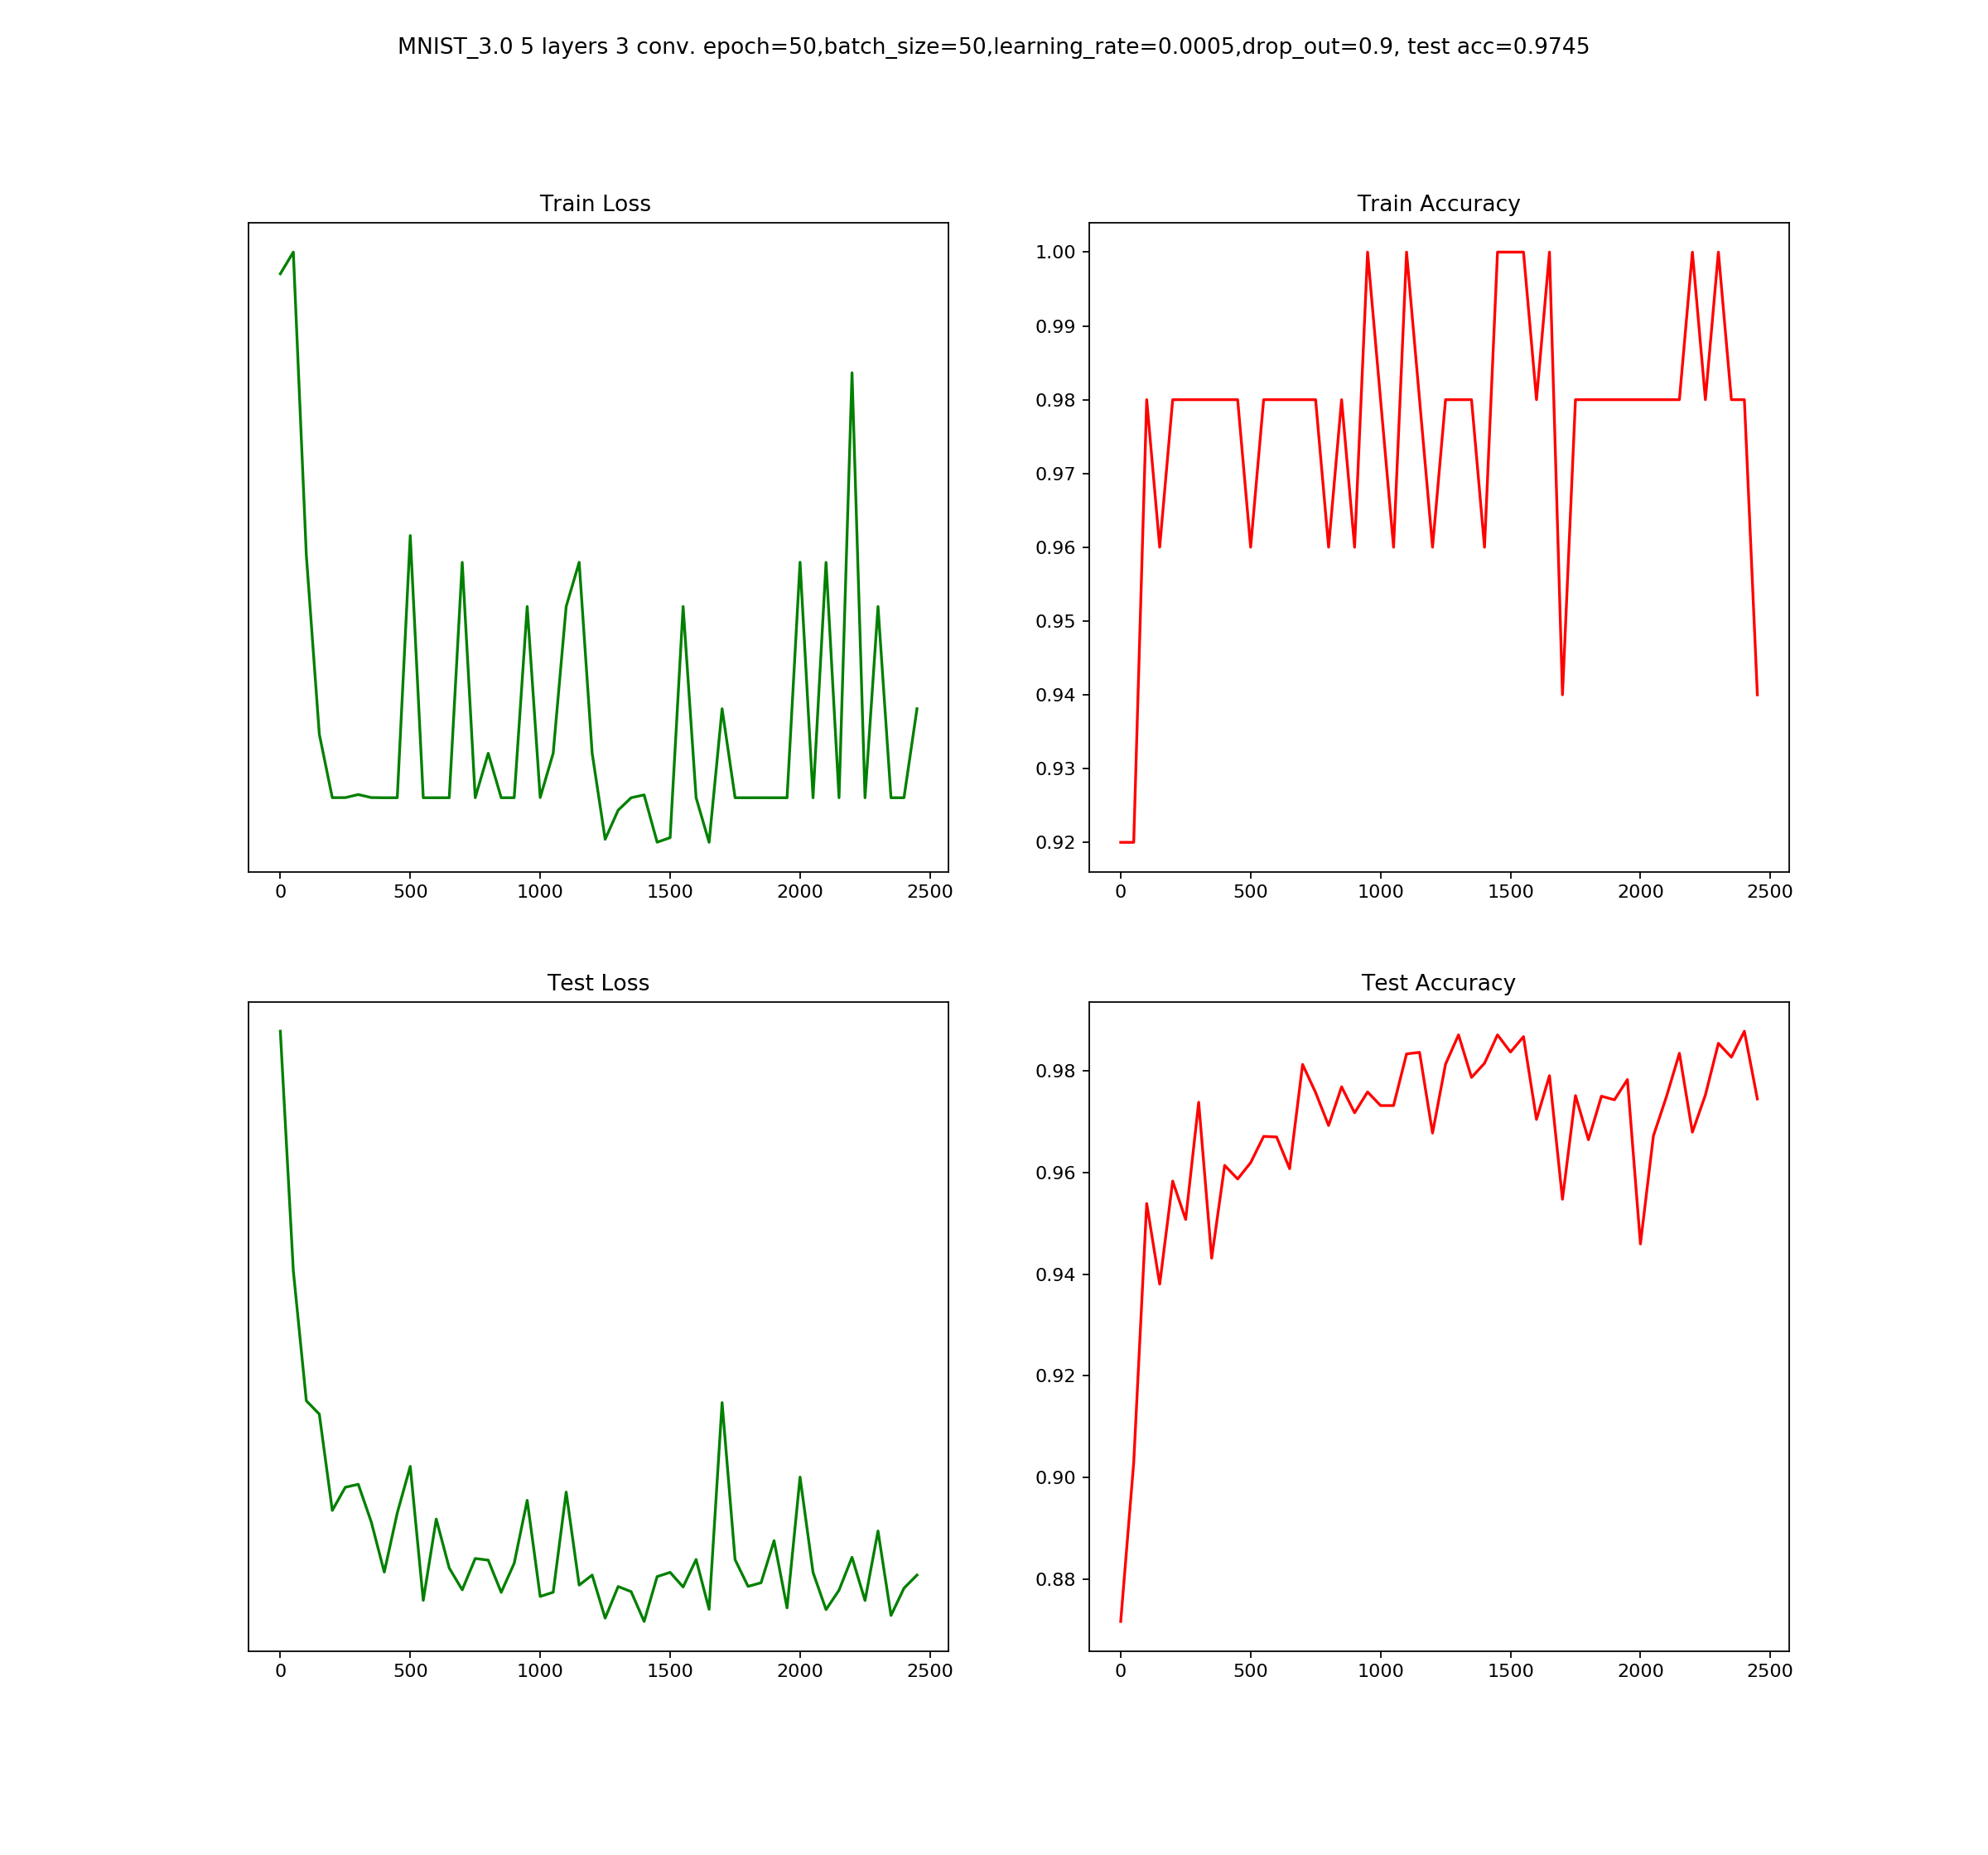 MNIST_3.0 5 layers 3 conv. epoch=50,batch_size=50,learning_rate=0.0005,drop_out=0.9, test acc=0.9745
Train Loss
0 500 1000 1500 2000 2500
Train Accuracy
1.00
0.99
0.98
0.97
0.96
0.95
0.94
0.93
0.92
0 500 1000 1500 2000 2500
Test Loss
0 500 1000 1500 2000 2500
Test Accuracy
0.98
0.96
0.94
0.92
0.90
0.88
0 500 1000 1500 2000 2500